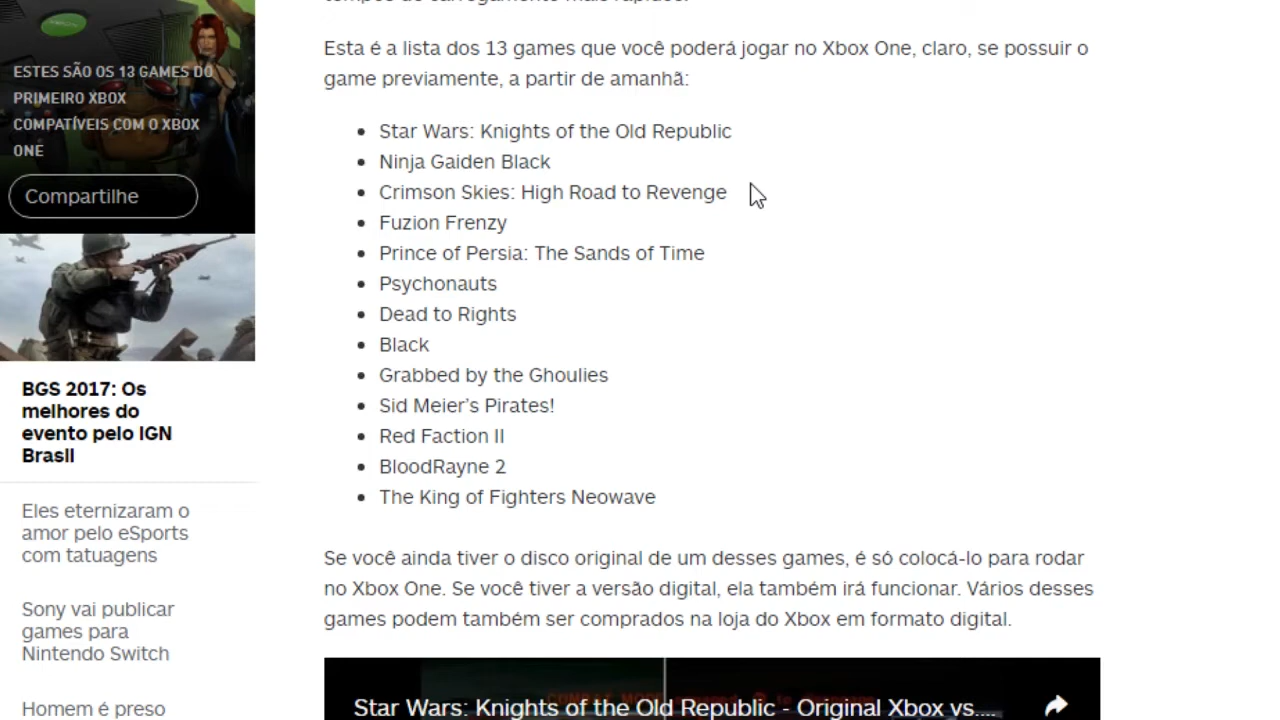 ESTES SÃO OS 13 GAMES DO
PRIMEIRO XBOX
COMPATÍVEIS COM O XBOX
ONE
Compartilhe
BGS 2017: Os
melhores do
evento pelo IGN
Brasil
Eles eternizaram o
amor pelo eSports
com tatuagens
Sony vai publicar
games para
Nintendo Switch
Homem é preso
tempos de carregamento mais rápidos.
Esta é a lista dos 13 games que você poderá jogar no Xbox One, claro, se possuir o
game previamente, a partir de amanhã:
Star Wars: Knights of the Old Republic
Ninja Gaiden Black
Crimson Skies: High Road to Revenge
Fuzion Frenzy
Prince of Persia: The Sands of Time
Psychonauts
Dead to Rights
Black
Grabbed by the Ghoulies
Sid Meier’s Pirates!
Red Faction II
BloodRayne 2
The King of Fighters Neowave
Se você ainda tiver o disco original de um desses games, é só colocá-lo para rodar
no Xbox One. Se você tiver a versão digital, ela também irá funcionar. Vários desses
games podem também ser comprados na loja do Xbox em formato digital.
Star Wars: Knights of the Old Republic - Original Xbox vs....